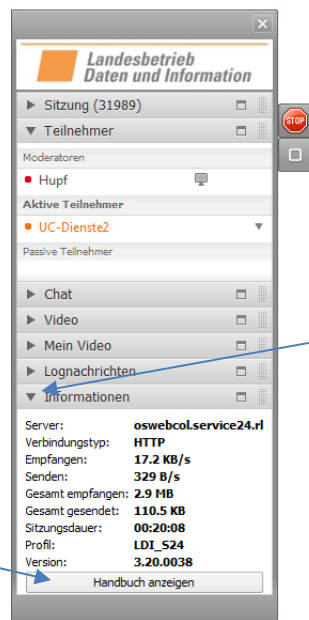 Landesbetrieb
Daten und Information
Sitzung (31989)
STOP
Teilnehmer
Moderatoren
Hupf
Aktive Teilnehmer
UC-Dienste2
Passive Teilnehmer
Chat
Video
Mein Video
Lognachrichten
Informationen
Server: oswebcol.service24.rl
Verbindungstyp: HTTP
Empfangen: 17.2 KB/s
Senden: 329 B/s
Gesamt empfangen: 2.9 MB
Gesamt gesendet: 110.5 KB
Sitzungsdauer: 00:20:08
Profil: LDI_S24
Version: 3.20.0038
Handbuch anzeigen